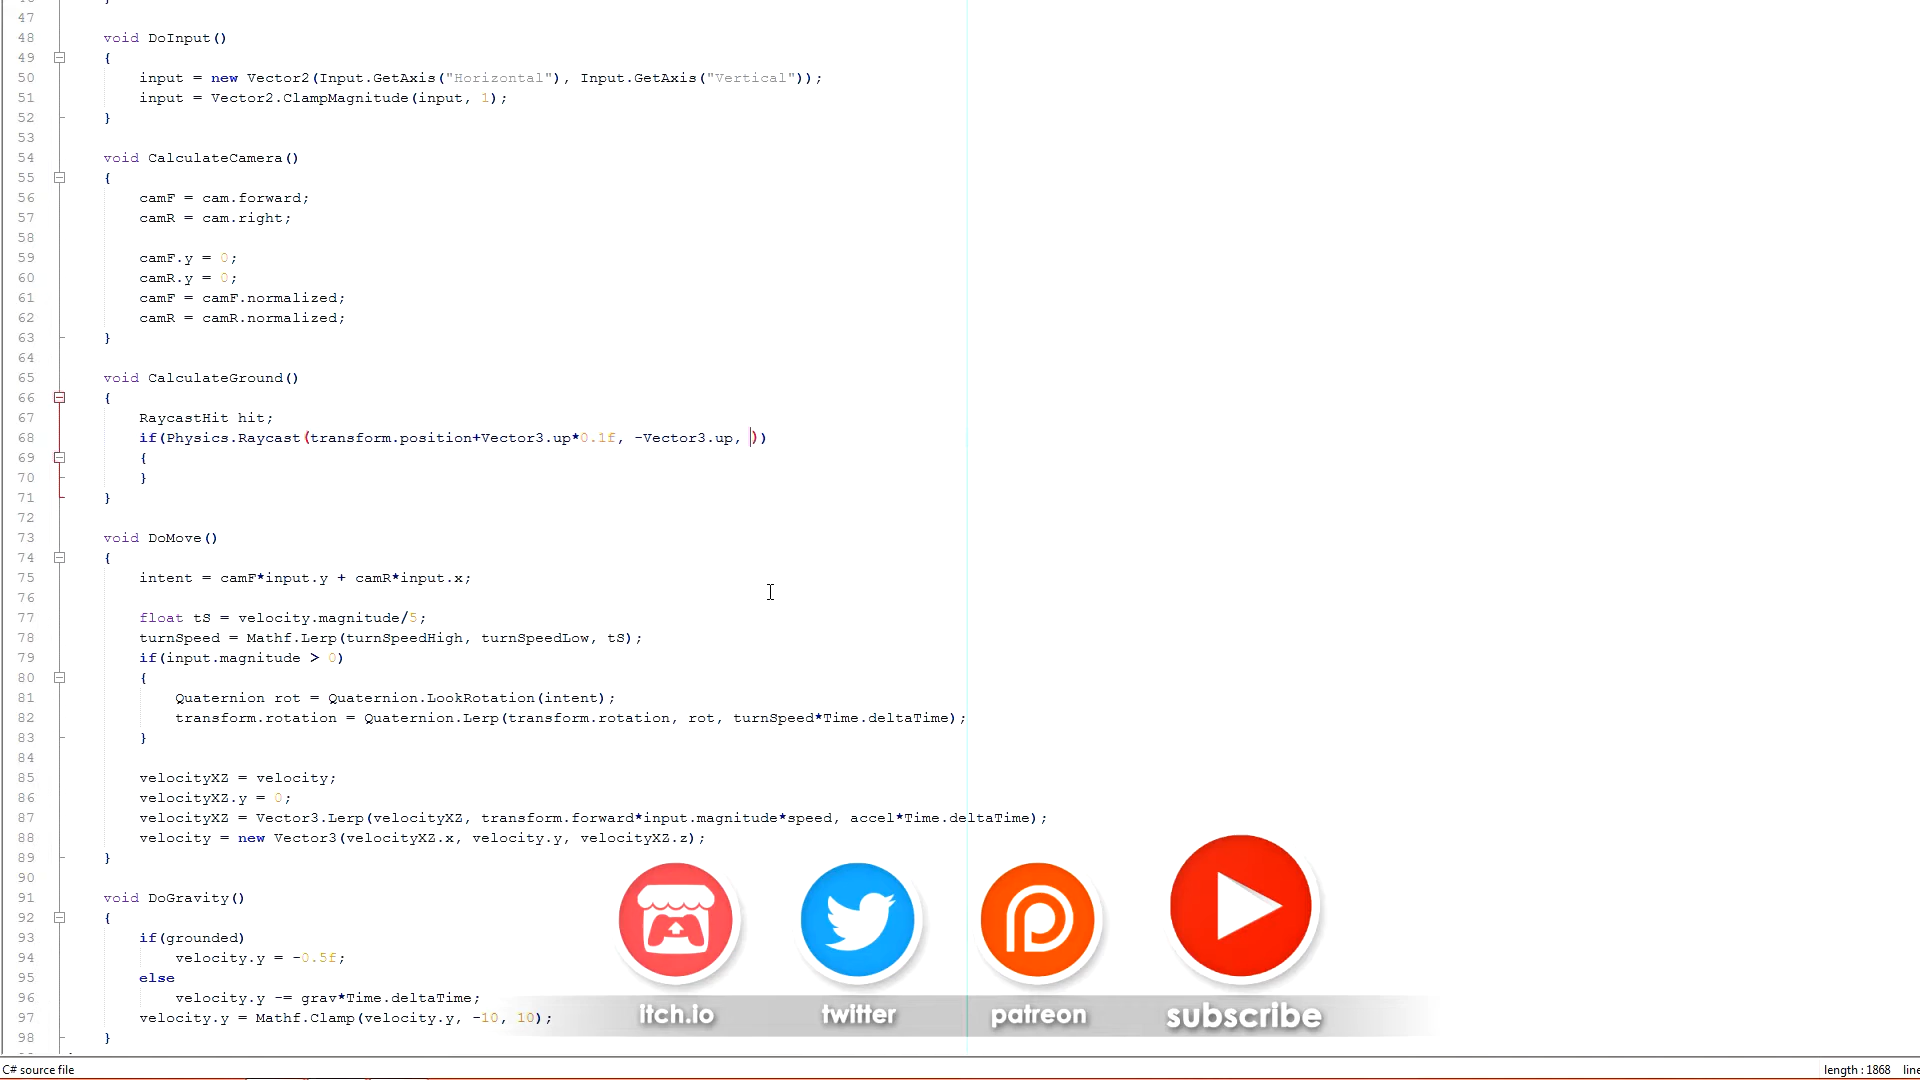 47
48 void DoInput()
49 {
50 input = new Vector2(Input.GetAxis("Horizontal"), Input.GetAxis("Vertical"));
51 input = Vector2.ClampMagnitude(input, 1);
52 }
53
54 void CalculateCamera()
55 {
56 camF = cam.forward;
57 camR = cam.right;
58
59 camF.y = 0;
60 camR.y = 0;
61 camF = camF.normalized;
62 camR = camR.normalized;
63 }
64
65 void CalculateGround()
66 {
67 RaycastHit hit;
68 if(Physics.Raycast(transform.position+Vector3.up*0.1f, -Vector3.up, ))
69 {
70 }
71 }
72
73 void DoMove()
74 {
75 intent = camF*input.y + camR*input.x;
76
77 float tS = velocity.magnitude/5;
78 turnSpeed = Mathf.Lerp(turnSpeedHigh, turnSpeedLow, tS);
79 if(input.magnitude > 0)
80 {
81 Quaternion rot = Quaternion.LookRotation(intent);
82 transform.rotation = Quaternion.Lerp(transform.rotation, rot, turnSpeed*Time.deltaTime);
83 }
84
85 velocityXZ = velocity;
86 velocityXZ.y = 0;
87 velocityXZ = Vector3.Lerp(velocityXZ, transform.forward*input.magnitude*speed, accel*Time.deltaTime);
88 velocity = new Vector3(velocityXZ.x, velocity.y, velocityXZ.z);
89 }
90
91 void DoGravity()
92 {
93 if(grounded)
94 velocity.y = -0.5f;
95 else
96 velocity.y -= grav*Time.deltaTime;
97 velocity.y = Mathf.Clamp(velocity.y, -10, 10);
98 }
itch.io twitter patreon subscribe
C# source file length : 1868 line